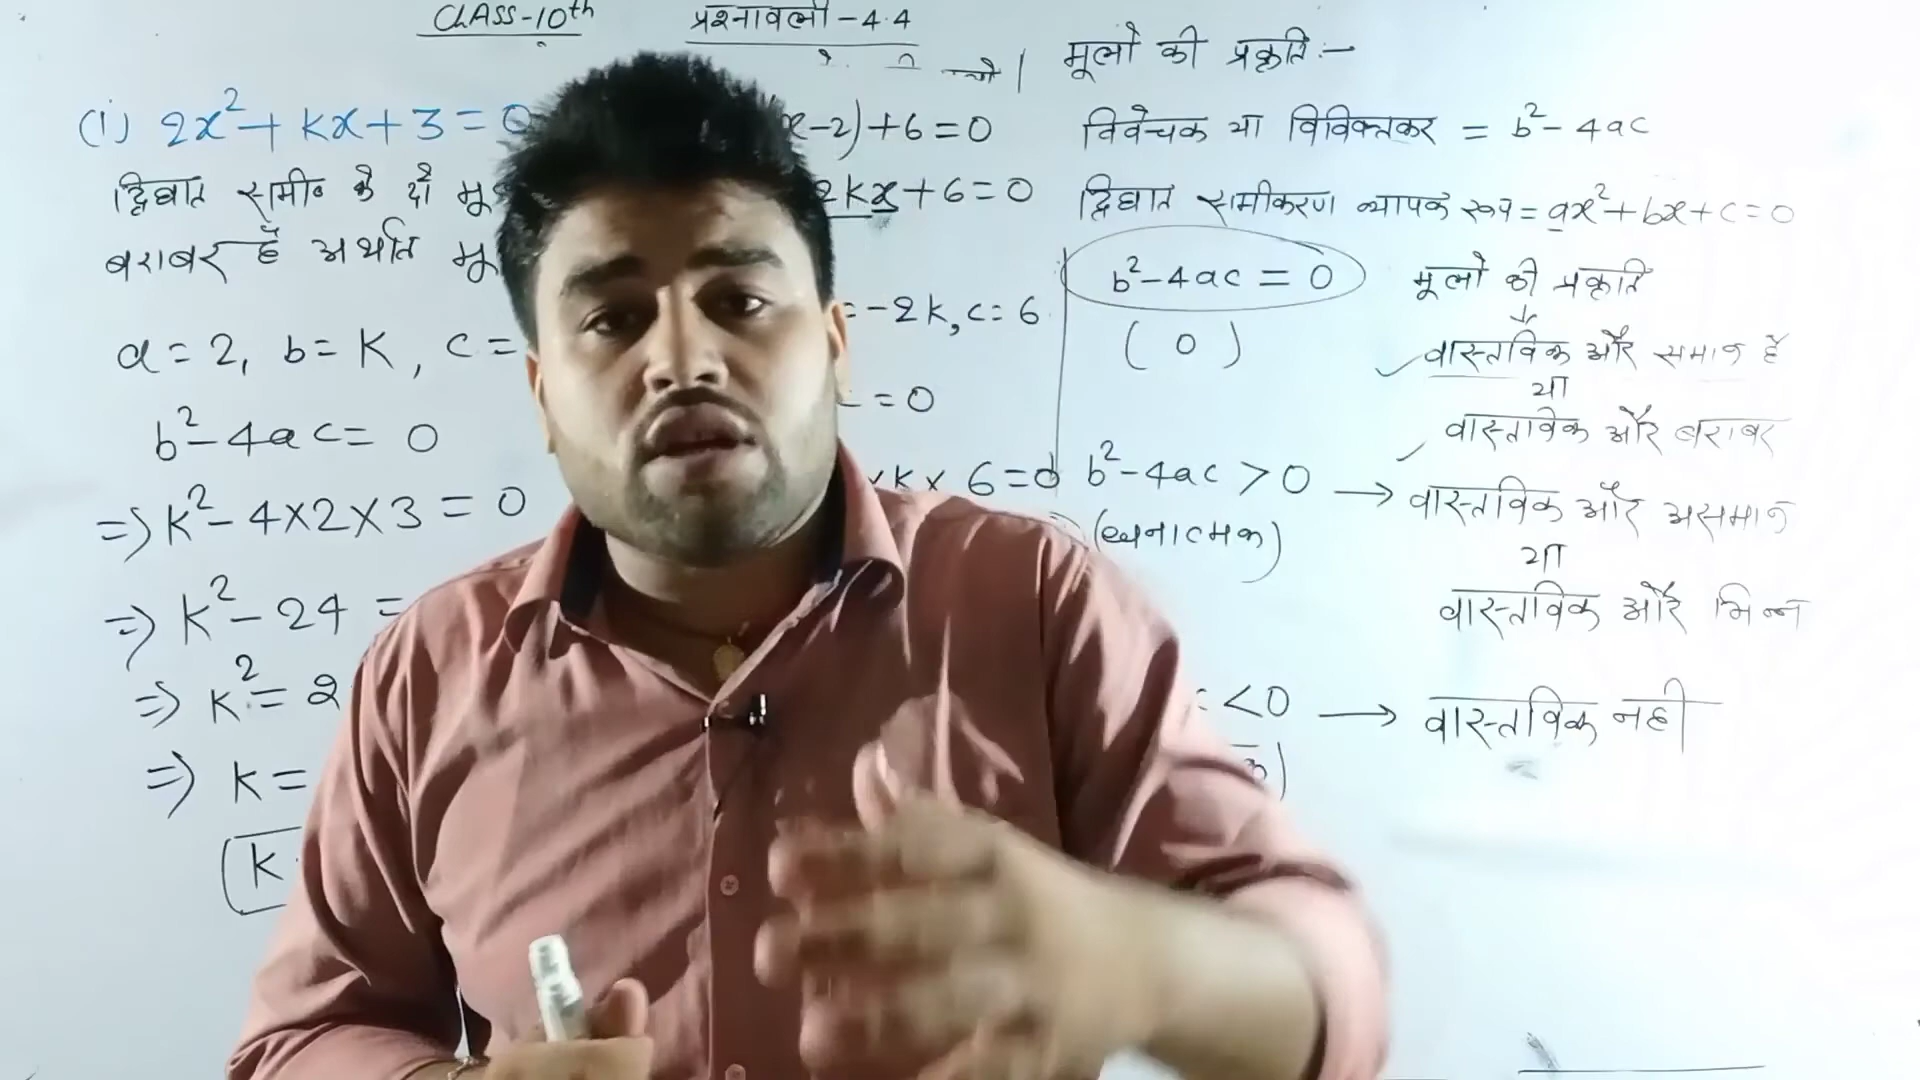 CLASS-10th
प्रश्नावली-4.4
(i) 2x²+ kx+3=0
द्विघात समी० के दो
बराबर हैं अर्थात
a=2, b=K, c=
b²-4ac= 0
=> K²-4×2×3=0
=> K²-24 =
=> K²=2
=> K=
K
x-2)+6=0
2kx+6=0
=-2k, c=6
=0
×k× 6=0
मूलों की प्रकृति:-
विवेचक या विविक्तकर = b²-4ac
द्विघात समीकरण व्यापक रूप=ax²+bx+c=0
b²-4ac=0 मूलों की प्रकृति
(0)
वास्तविक और समान हैं
या
वास्तविक और बराबर
b²-4ac>0 → वास्तविक और असमान
(धनात्मक)
या
वास्तविक और भिन्न
<0 → वास्तविक नही